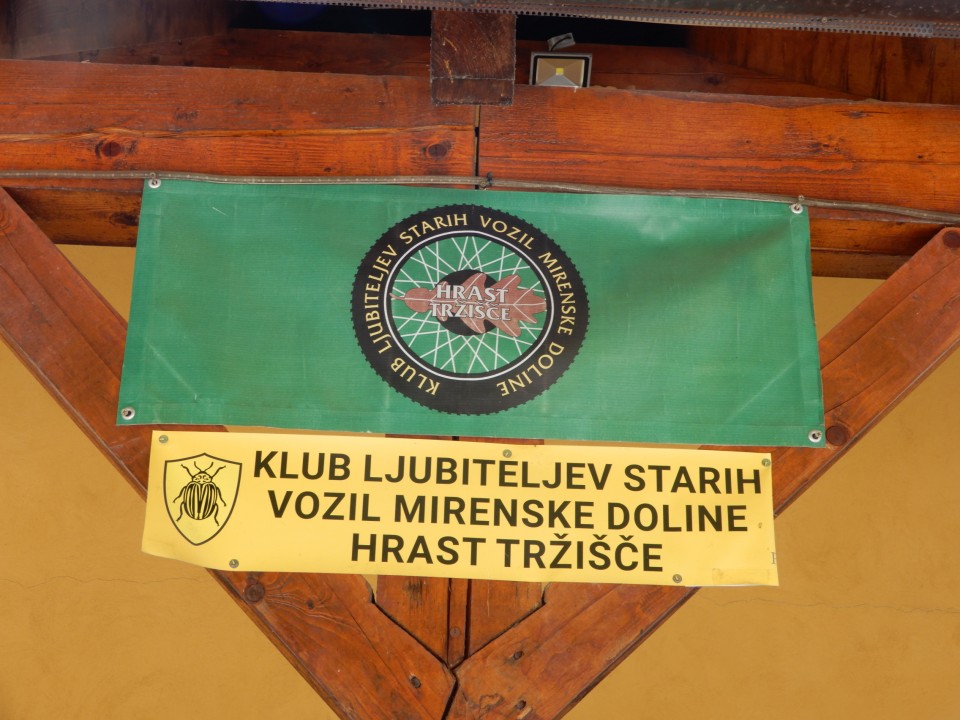 KLUB LJUBITELJEV STARIH VOZIL MIRENSKE DOLINE
HRAST
TRŽIŠČE
KLUB LJUBITELJEV STARIH
VOZIL MIRENSKE DOLINE
HRAST TRŽIŠČE